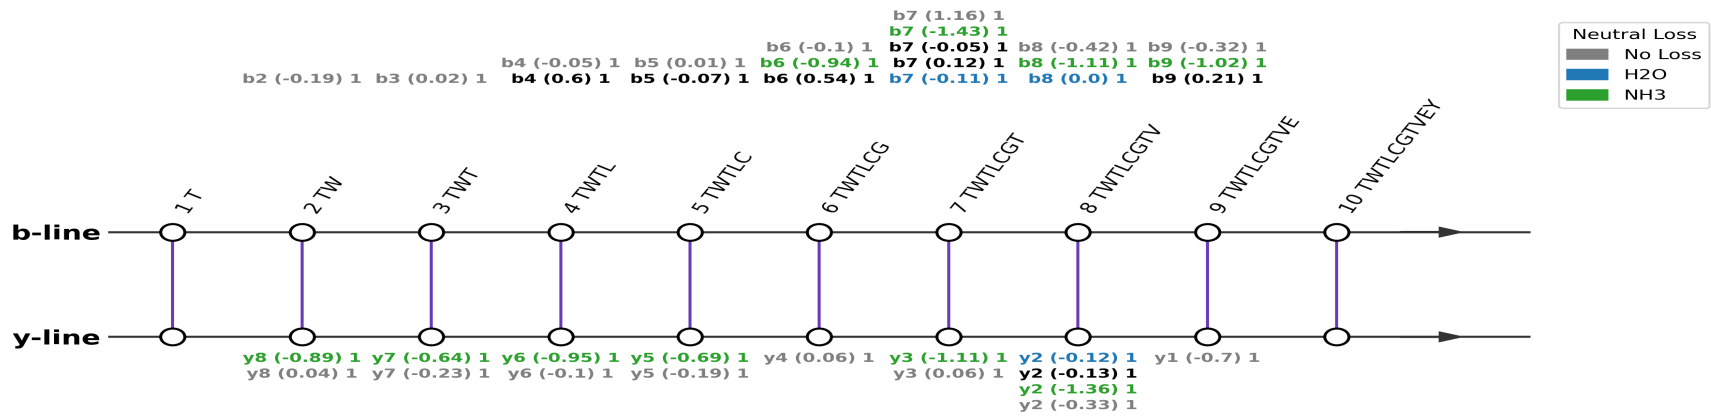 b7 (1.16) 1
b7 (-1.43) 1
b6 (-0.1) 1 b7 (-0.05) 1 b8 (-0.42) 1 b9 (-0.32) 1
b4 (-0.05) 1 b5 (0.01) 1 b6 (-0.94) 1 b7 (0.12) 1 b8 (-1.11) 1 b9 (-1.02) 1
b2 (-0.19) 1 b3 (0.02) 1 b4 (0.6) 1 b5 (-0.07) 1 b6 (0.54) 1 b7 (-0.11) 1 b8 (0.0) 1 b9 (0.21) 1
Neutral Loss
No Loss
H2O
NH3
1 T
2 TW
3 TWT
4 TWTL
5 TWTLC
6 TWTLCG
7 TWTLCGT
8 TWTLCGTV
9 TWTLCGTVE
10 TWTLCGTVEY
b-line
y-line
y8 (-0.89) 1 y7 (-0.64) 1 y6 (-0.95) 1 y5 (-0.69) 1 y4 (0.06) 1 y3 (-1.11) 1 y2 (-0.12) 1 y1 (-0.7) 1
y8 (0.04) 1 y7 (-0.23) 1 y6 (-0.1) 1 y5 (-0.19) 1 y3 (0.06) 1 y2 (-0.13) 1
y2 (-1.36) 1
y2 (-0.33) 1